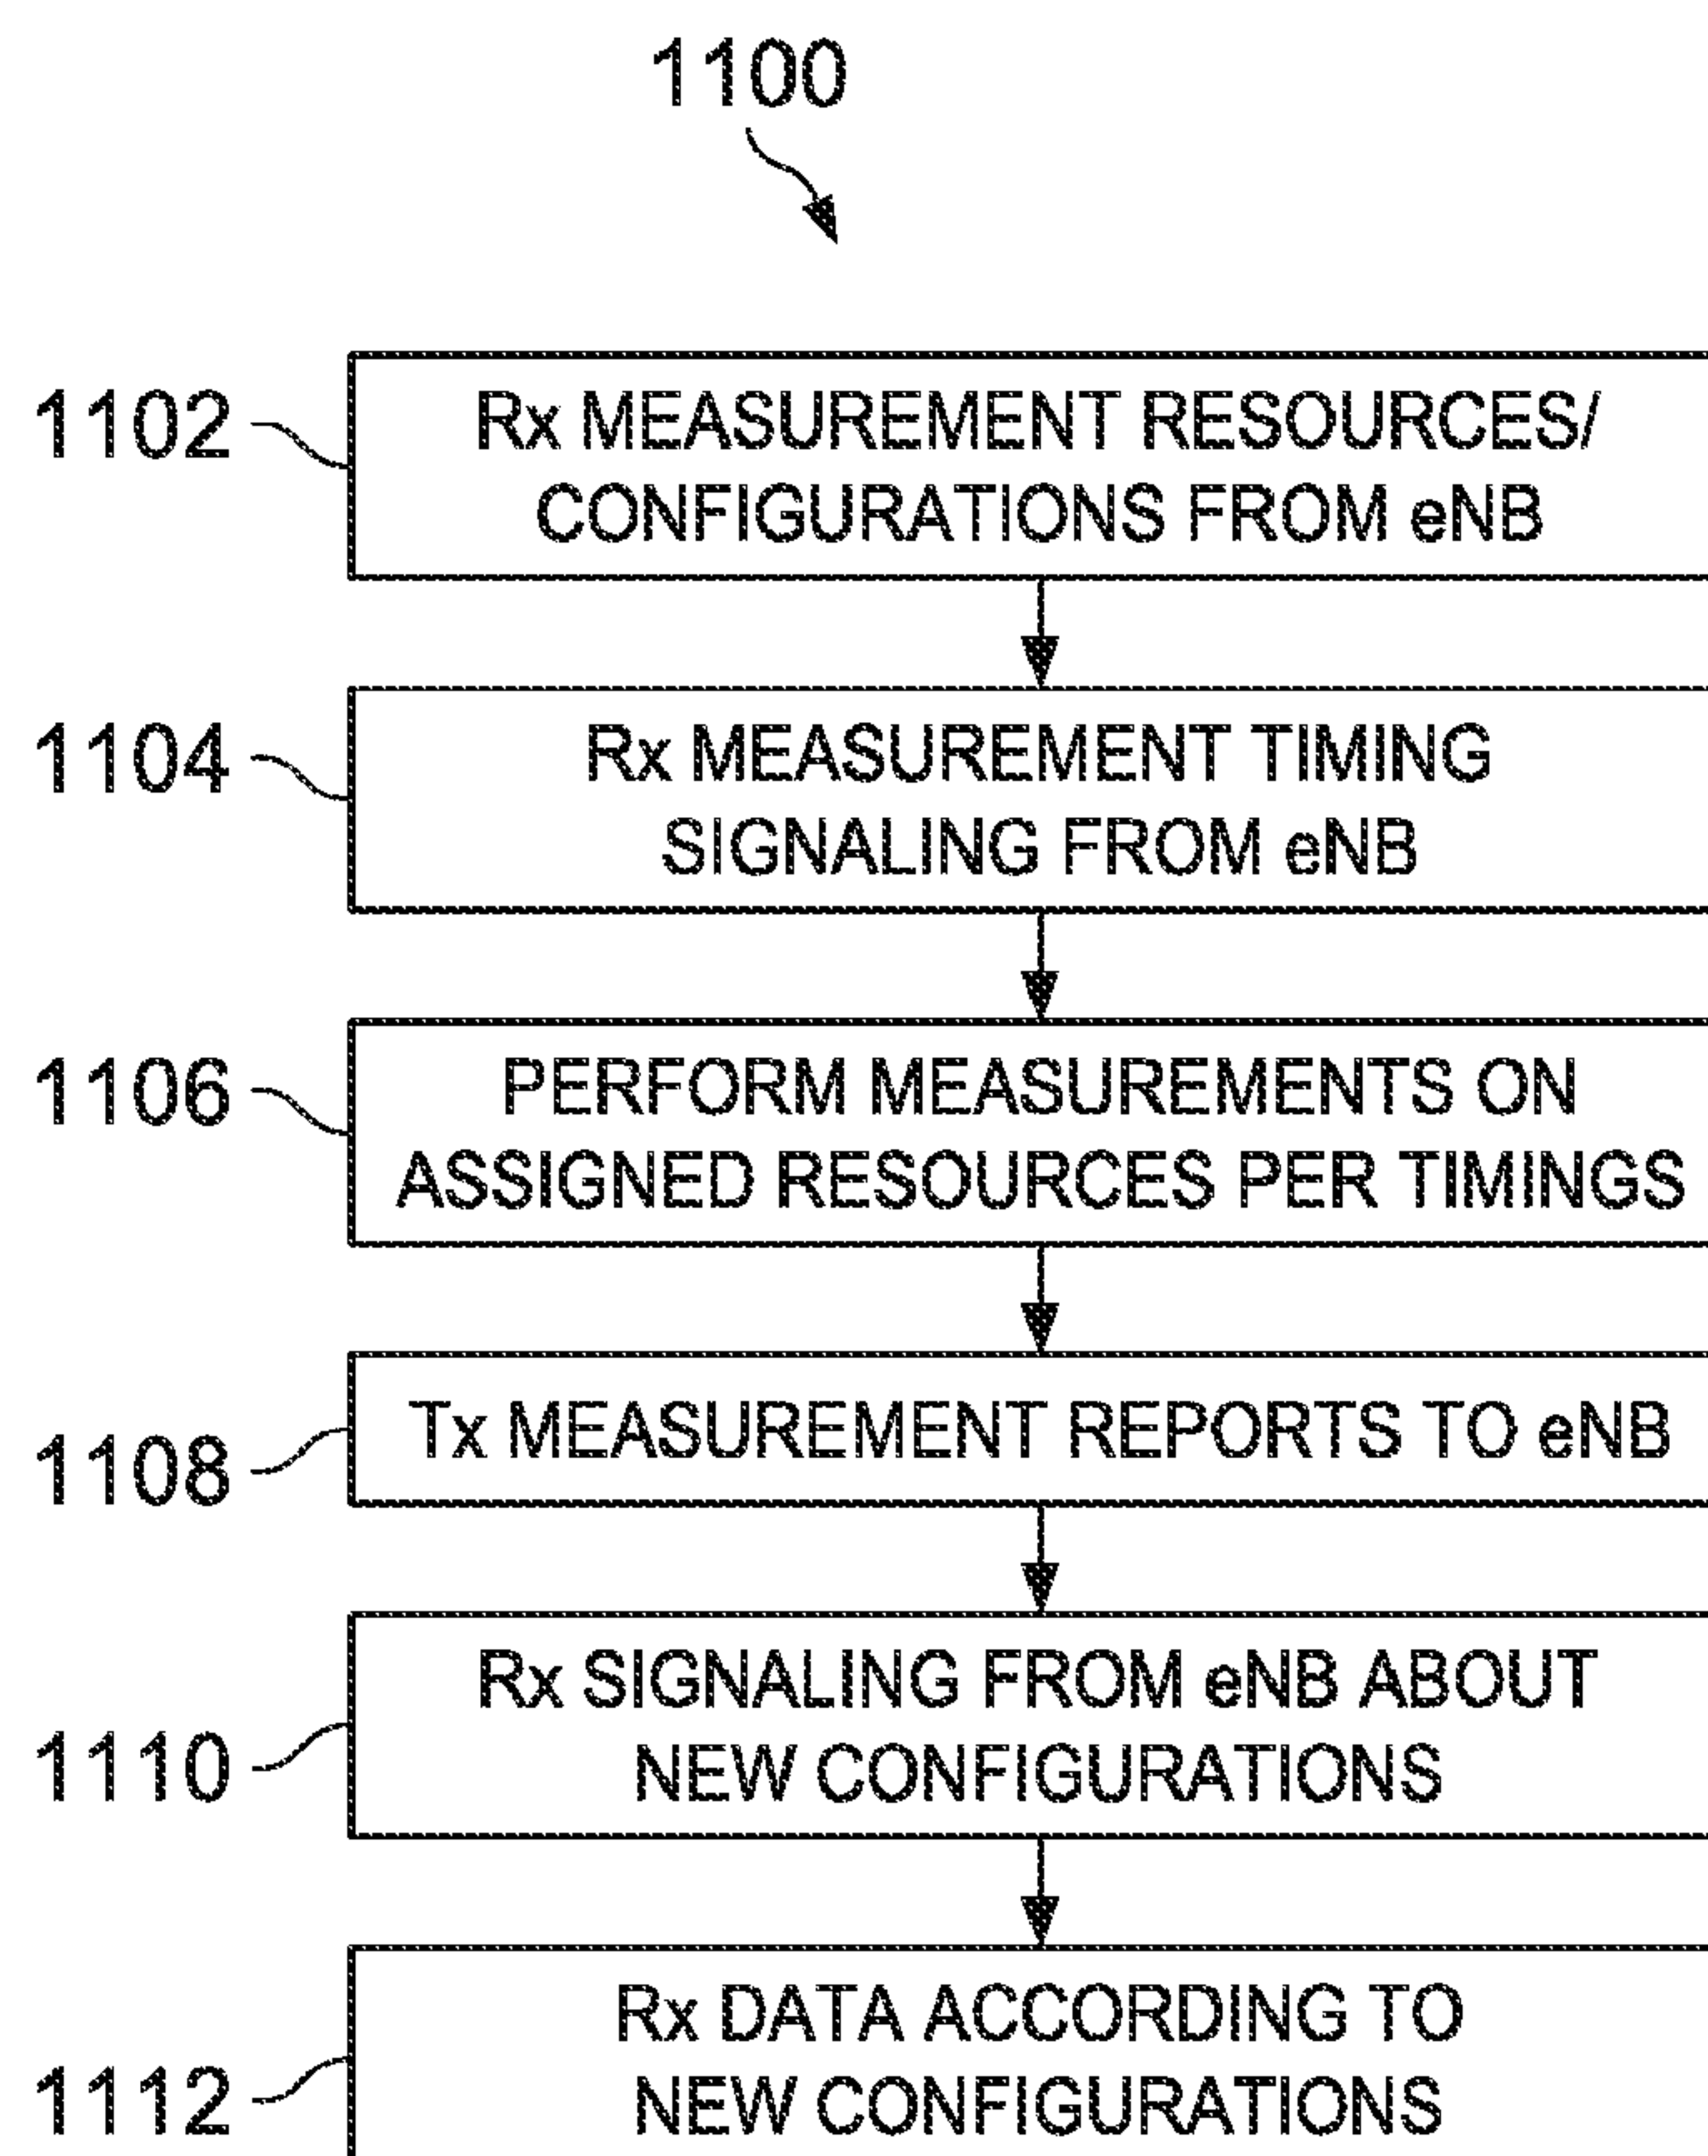 1100
1102
Rx MEASUREMENT RESOURCES/
CONFIGURATIONS FROM eNB
1104
Rx MEASUREMENT TIMING
SIGNALING FROM eNB
1106
PERFORM MEASUREMENTS ON
ASSIGNED RESOURCES PER TIMINGS
1108
Tx MEASUREMENT REPORTS TO eNB
1110
Rx SIGNALING FROM eNB ABOUT
NEW CONFIGURATIONS
1112
Rx DATA ACCORDING TO
NEW CONFIGURATIONS